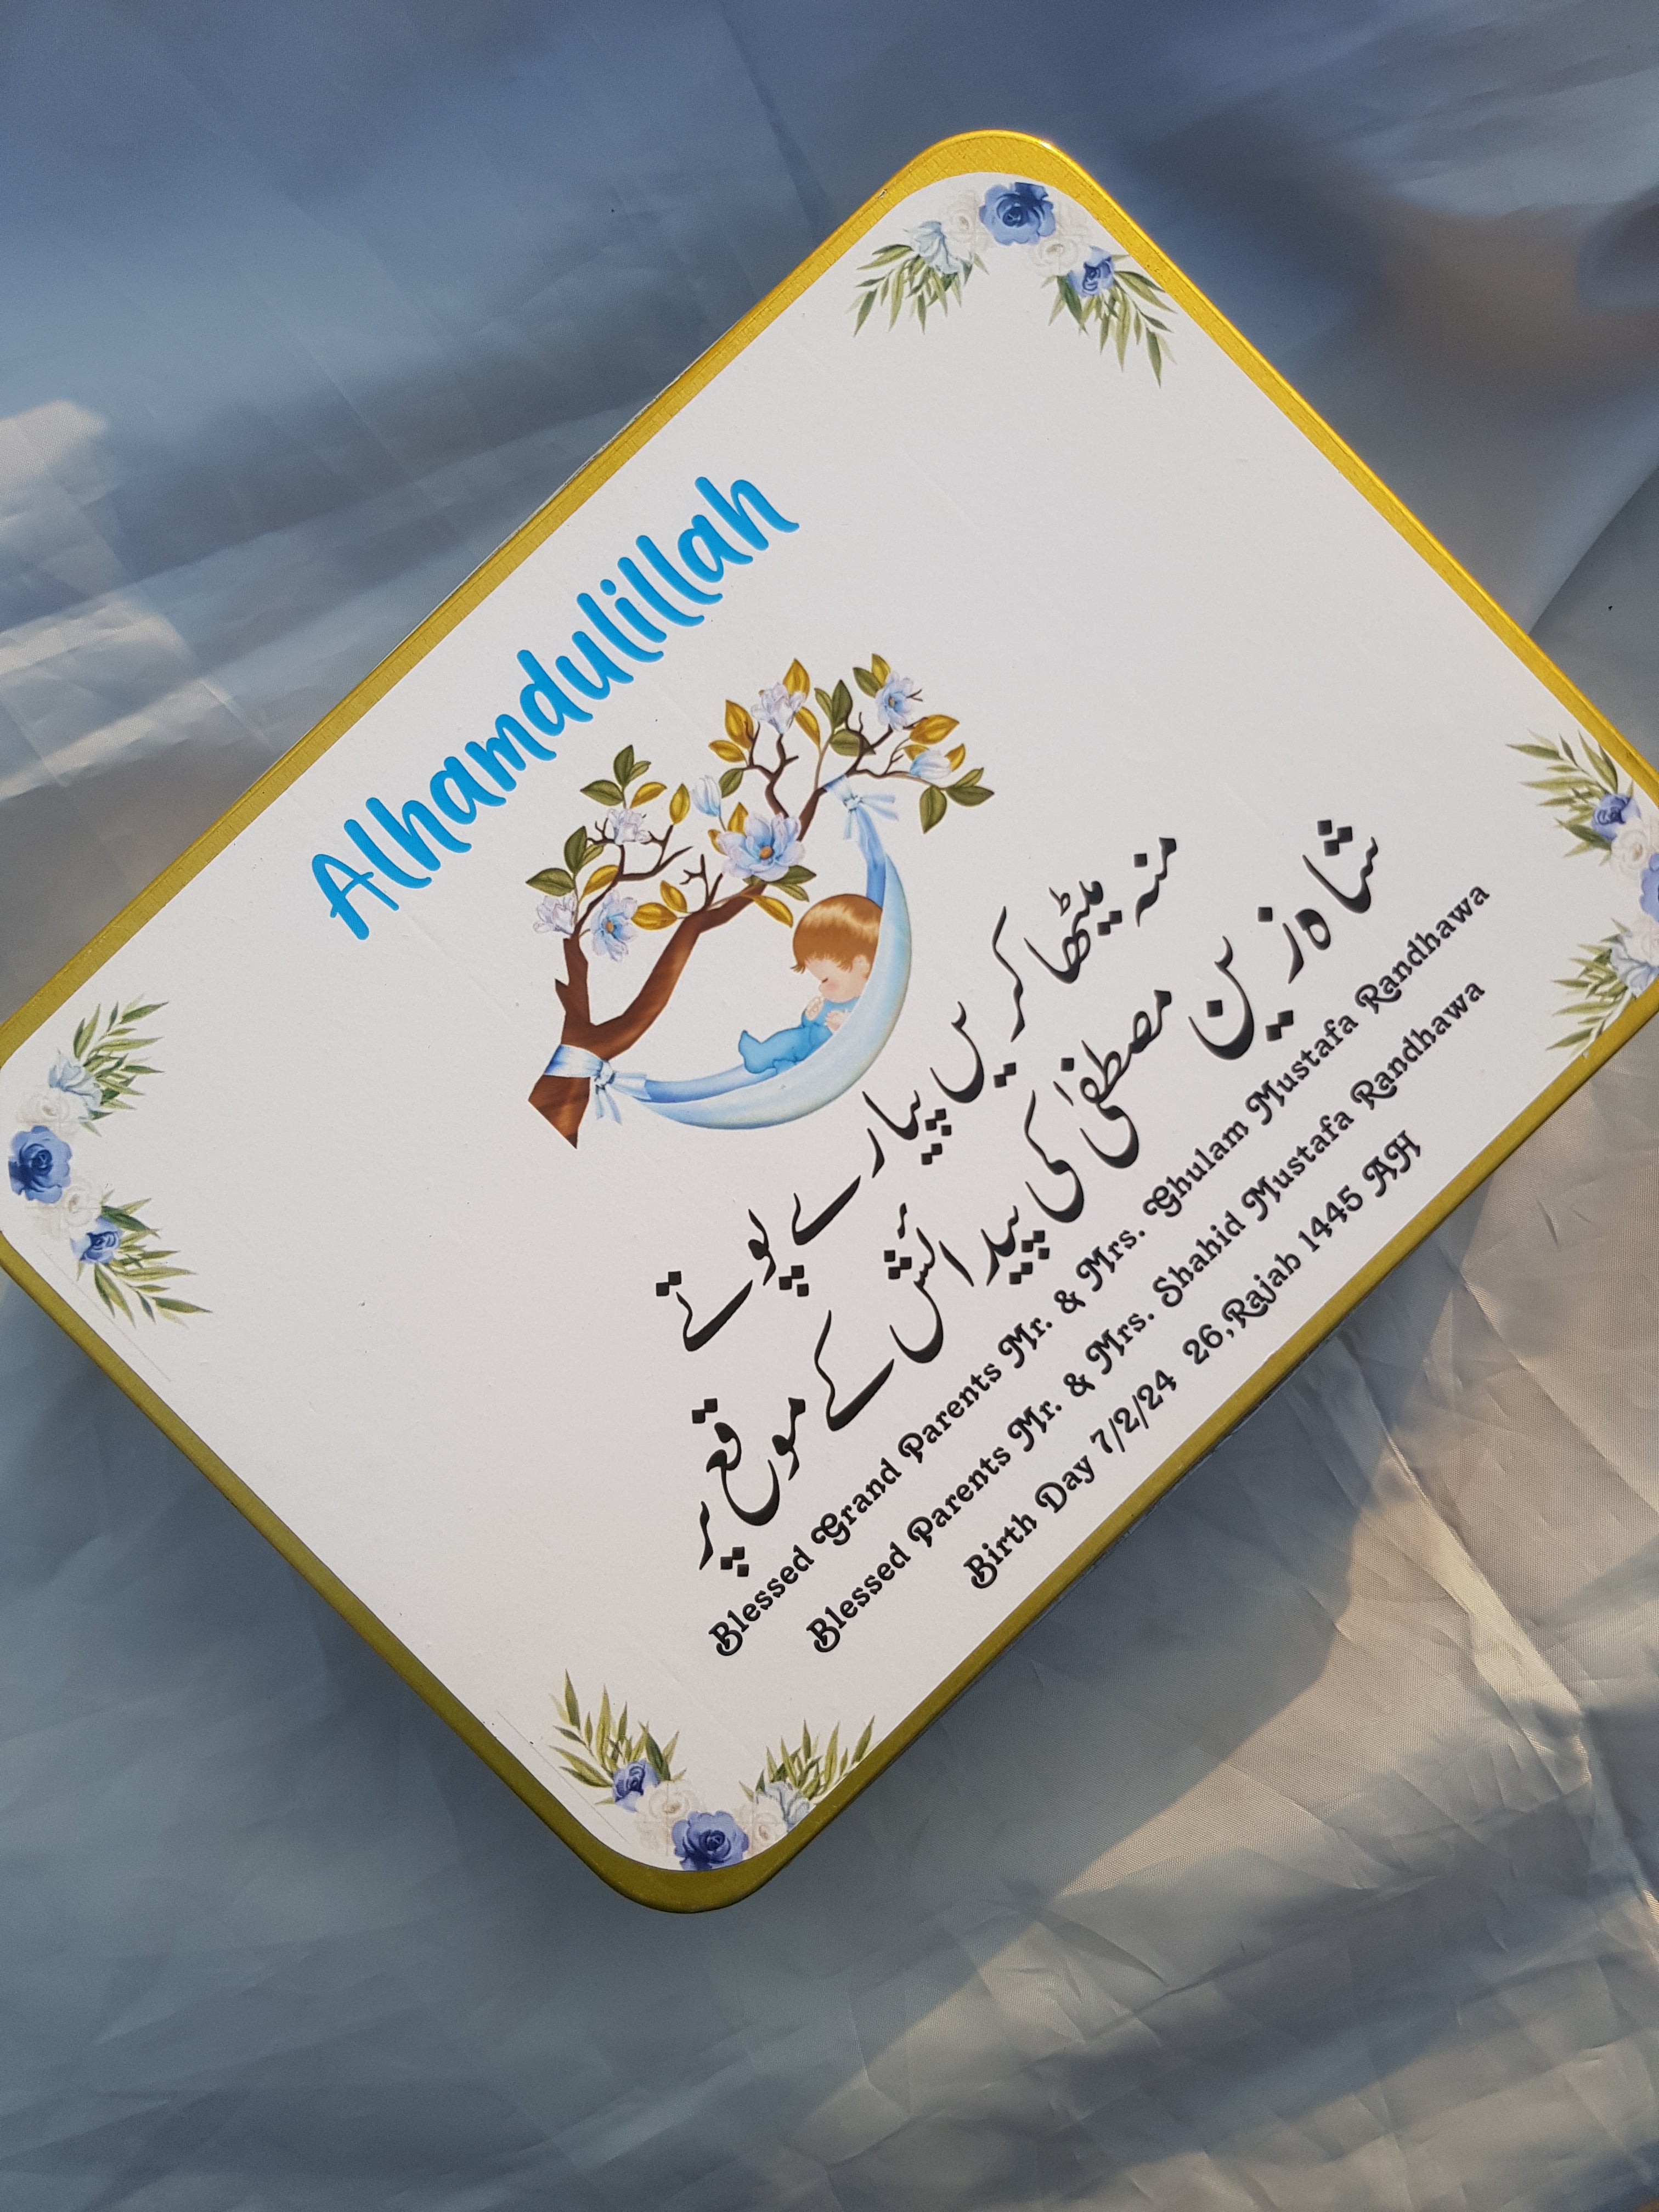 Alhamdulillah
منہ میٹھا کریں پیارے پوتے
شاہ زین مصطفٰی کی پیدائش کے موقع پر
Blessed Grand Parents Mr. & Mrs. Ghulam Mustafa Randhawa
Blessed Parents Mr. & Mrs. Shahid Mustafa Randhawa
Birth Day 7/2/24 26,Rajab 1445 AH